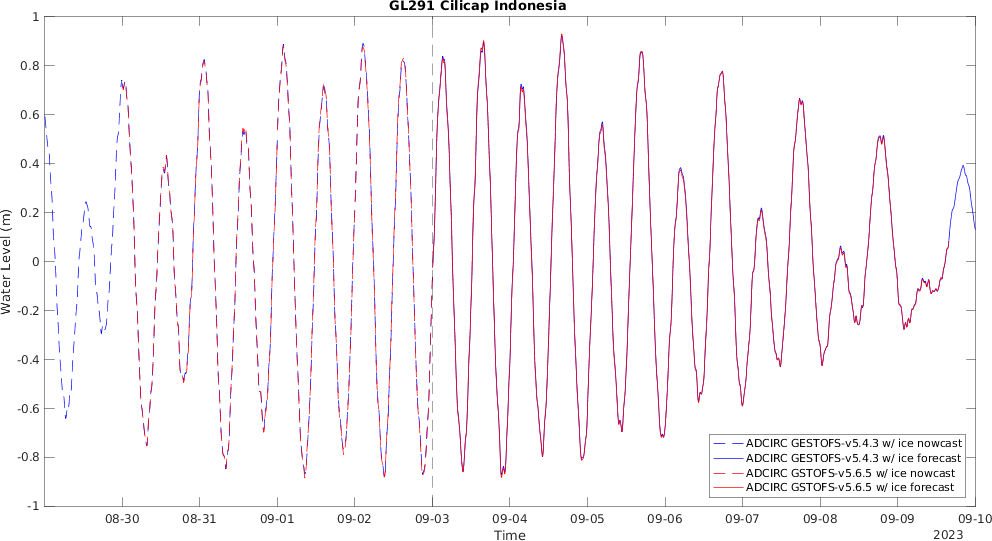 GL291 Cilicap Indonesia
1
0.8
0.6
0.4
0.2
0
-0.2
-0.4
-0.6
-0.8
-1
Water Level (m)
ADCIRC GESTOFS-v5.4.3 w/ ice nowcast
ADCIRC GESTOFS-v5.4.3 w/ ice forecast
ADCIRC GSTOFS-v5.6.5 w/ ice nowcast
ADCIRC GSTOFS-v5.6.5 w/ ice forecast
08-30 08-31 09-01 09-02 09-03 09-04 09-05 09-06 09-07 09-08 09-09 09-10
Time
2023